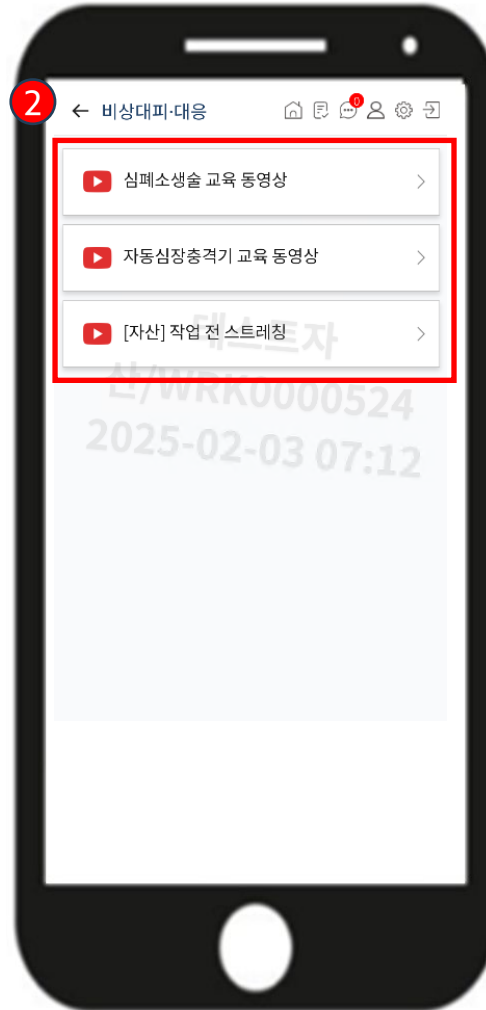 2
비상대피·대응
0
심폐소생술 교육 동영상
자동심장충격기 교육 동영상
[자산] 작업 전 스트레칭
테스트자
산/WRK0000524
2025-02-03 07:12